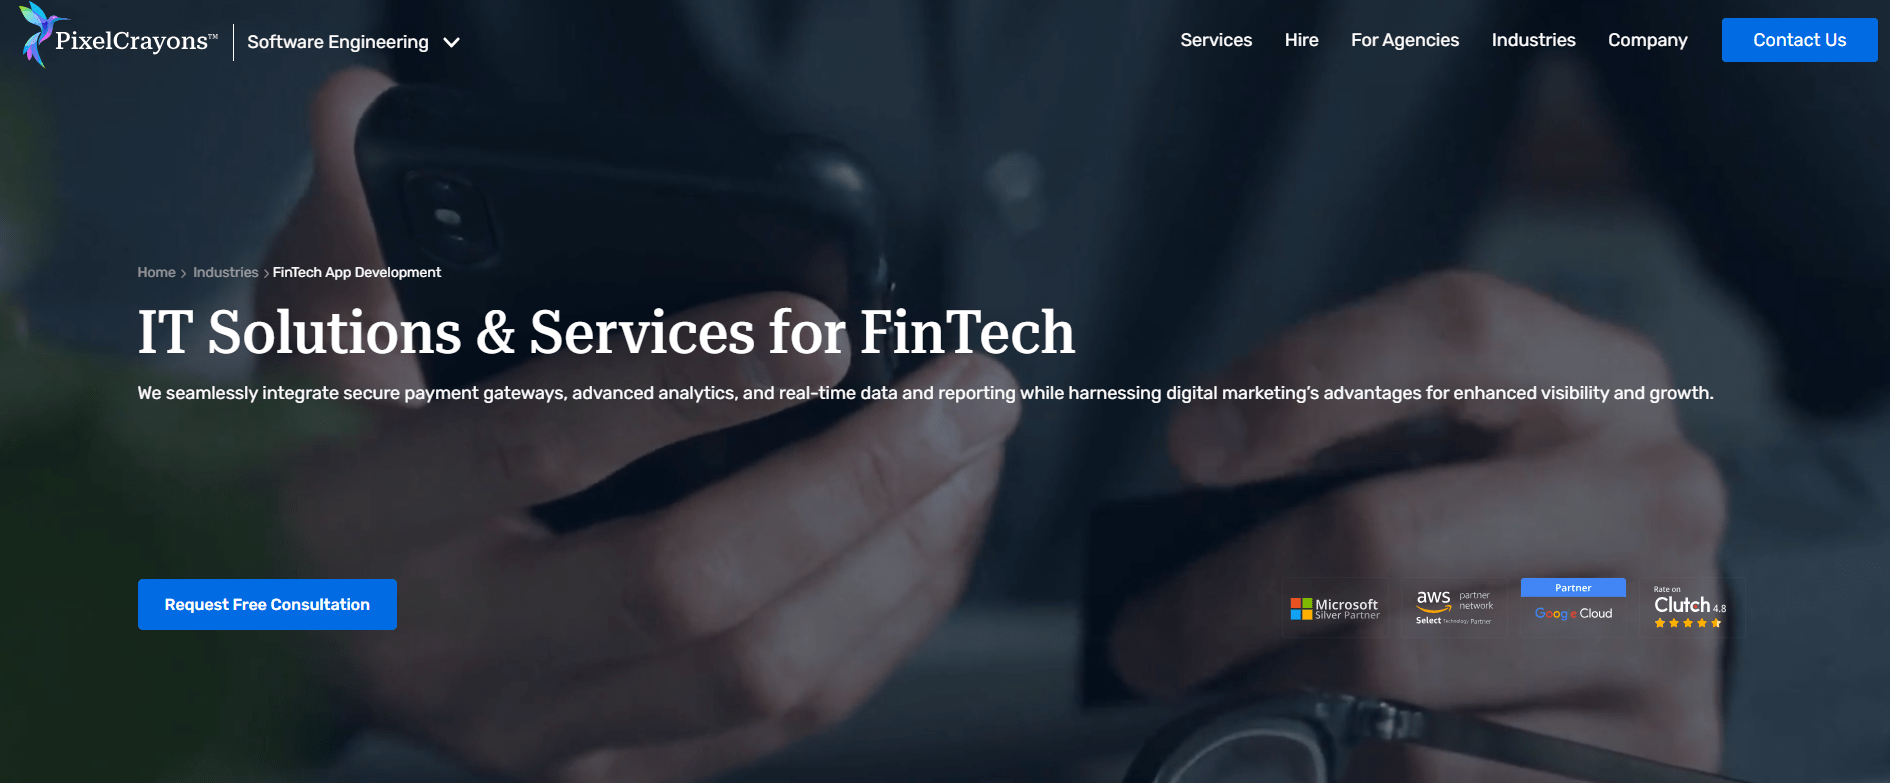 PixelCrayons™
Software Engineering
Services
Hire
For Agencies
Industries
Company
Contact Us
Home > Industries > FinTech App Development
IT Solutions & Services for FinTech
We seamlessly integrate secure payment gateways, advanced analytics, and real-time data and reporting while harnessing digital marketing’s advantages for enhanced visibility and growth.
Request Free Consultation
Microsoft
Silver Partner
aws partner
network
Select Technology Partner
Partner
Google Cloud
Rate on
Clutch 4.8